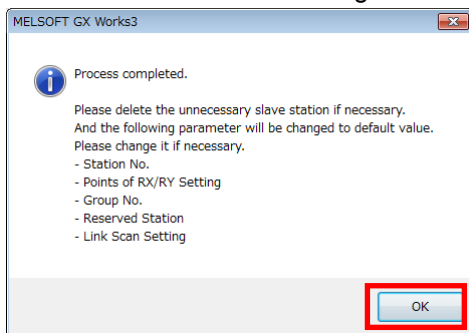 MELSOFT GX Works3
Process completed.
Please delete the unnecessary slave station if necessary.
And the following parameter will be changed to default value.
Please change it if necessary.
- Station No.
- Points of RX/RY Setting
- Group No.
- Reserved Station
- Link Scan Setting
OK